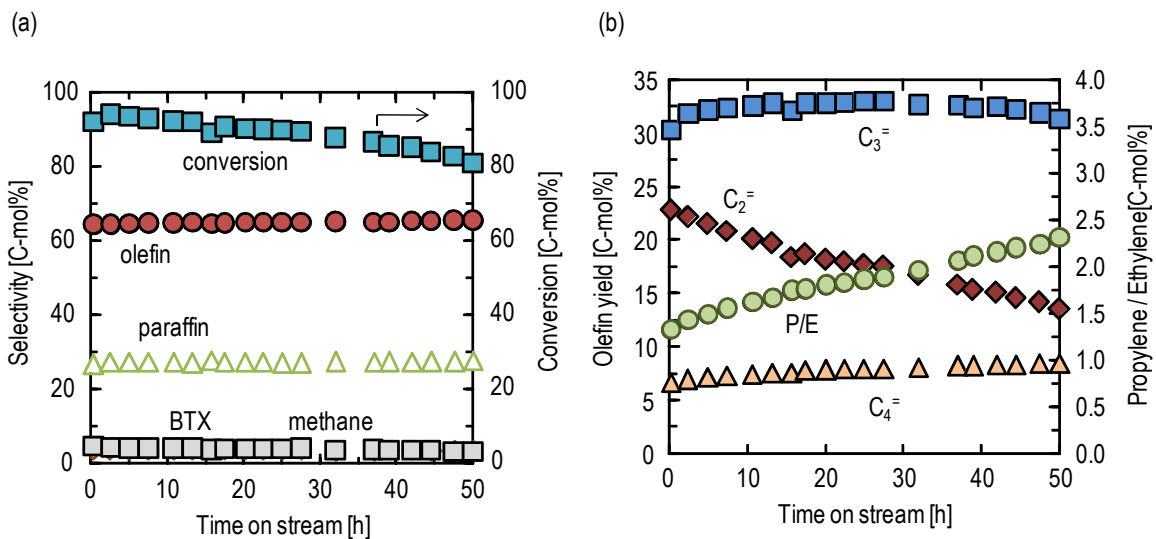 (a)
Selectivity [C-mol%]
100
80
60
40
20
0
conversion
olefin
paraffin
BTX
methane
100
80
60
40
20
0
Conversion [C-mol%]
0 10 20 30 40 50
Time on stream [h]
(b)
Olefin yield [C-mol%]
35
30
25
20
15
10
5
0
C₃⁼
C₂⁼
P/E
C₄⁼
4.0
3.5
3.0
2.5
2.0
1.5
1.0
0.5
0.0
Propylene / Ethylene[C-mol%]
0 10 20 30 40 50
Time on stream [h]